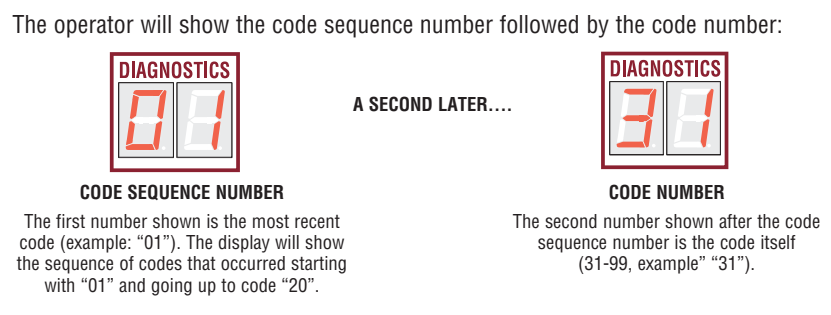 The operator will show the code sequence number followed by the code number:
DIAGNOSTICS
01
A SECOND LATER....
DIAGNOSTICS
31
CODE SEQUENCE NUMBER
The first number shown is the most recent
code (example: “01”). The display will show
the sequence of codes that occurred starting
with “01” and going up to code “20”.
CODE NUMBER
The second number shown after the code
sequence number is the code itself
(31-99, example” “31”).